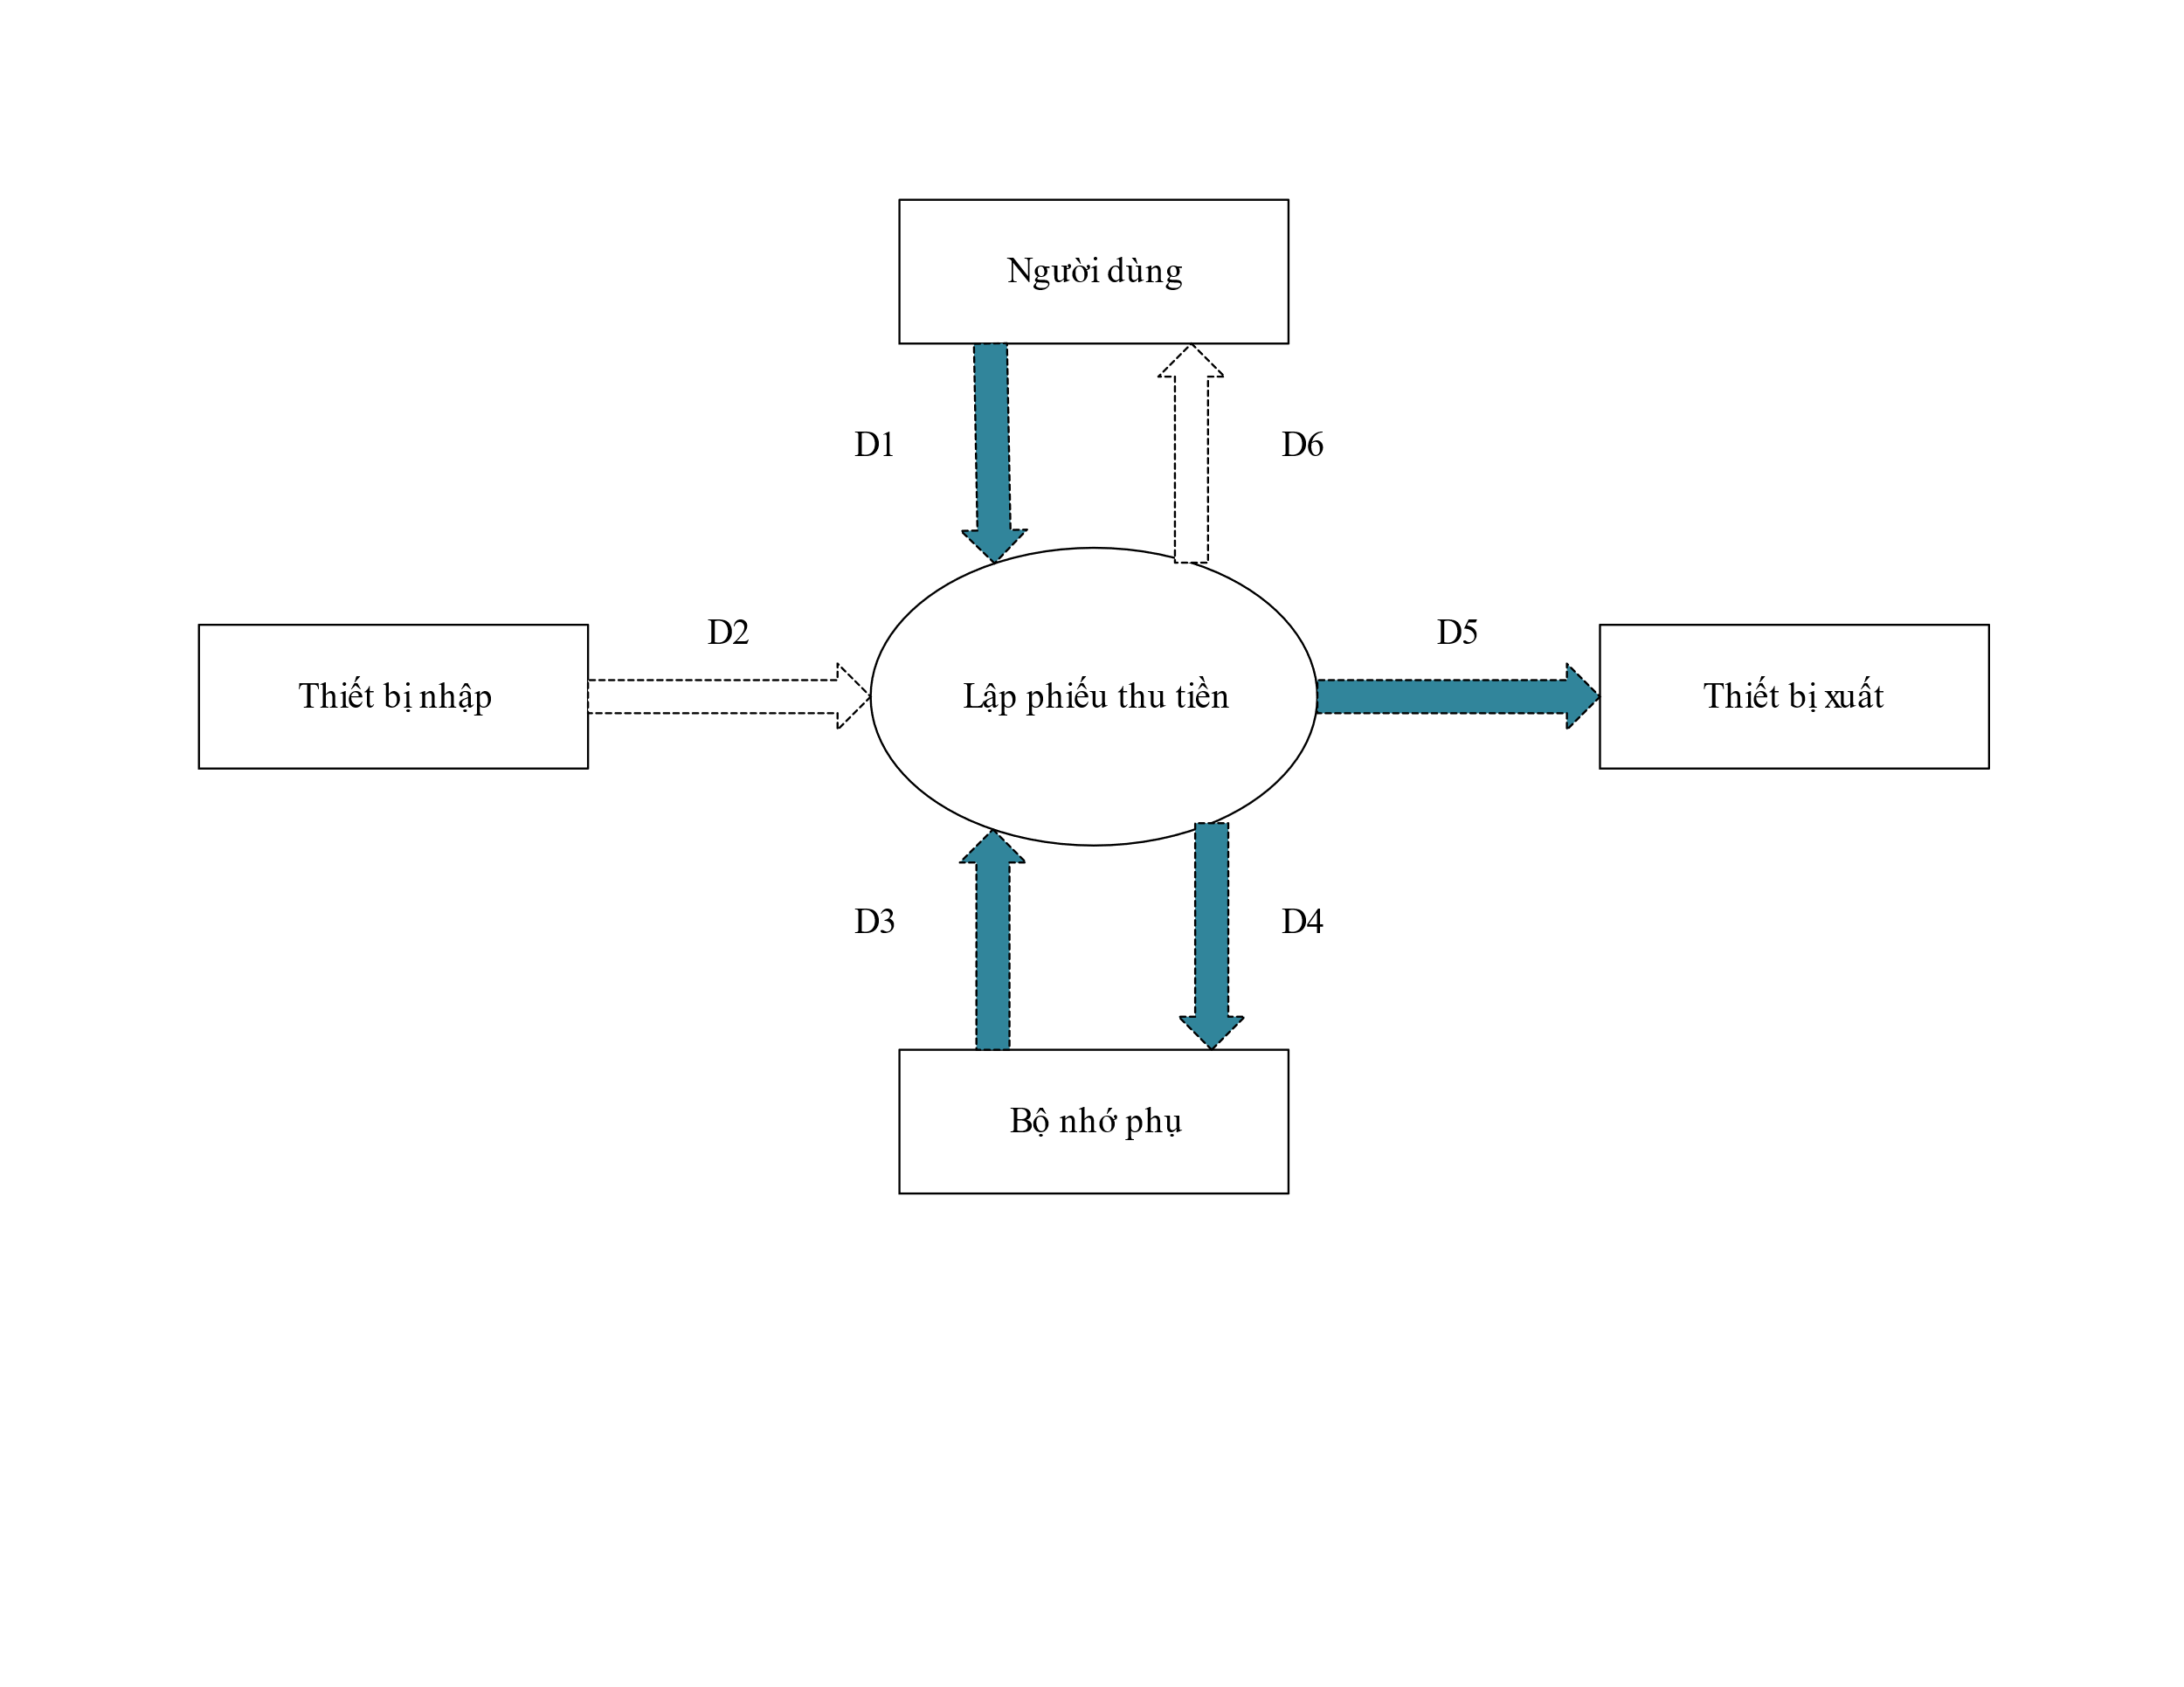 Người dùng
D1
D6
D2
D5
Thiết bị nhập
Lập phiếu thu tiền
Thiết bị xuất
D3
D4
Bộ nhớ phụ